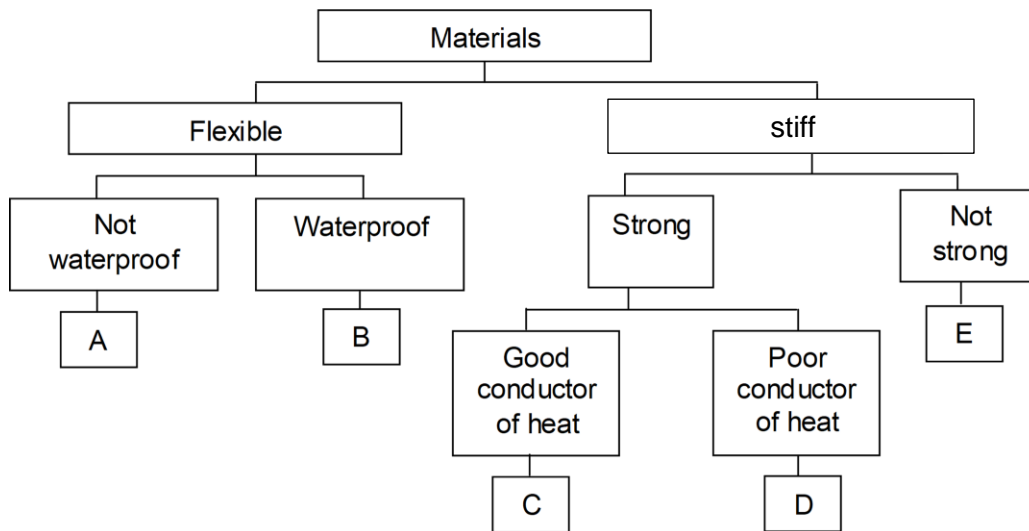 Materials
Flexible
stiff
Not
waterproof
Waterproof
Strong
Not
strong
A
B
E
Good
conductor
of heat
Poor
conductor
of heat
C
D